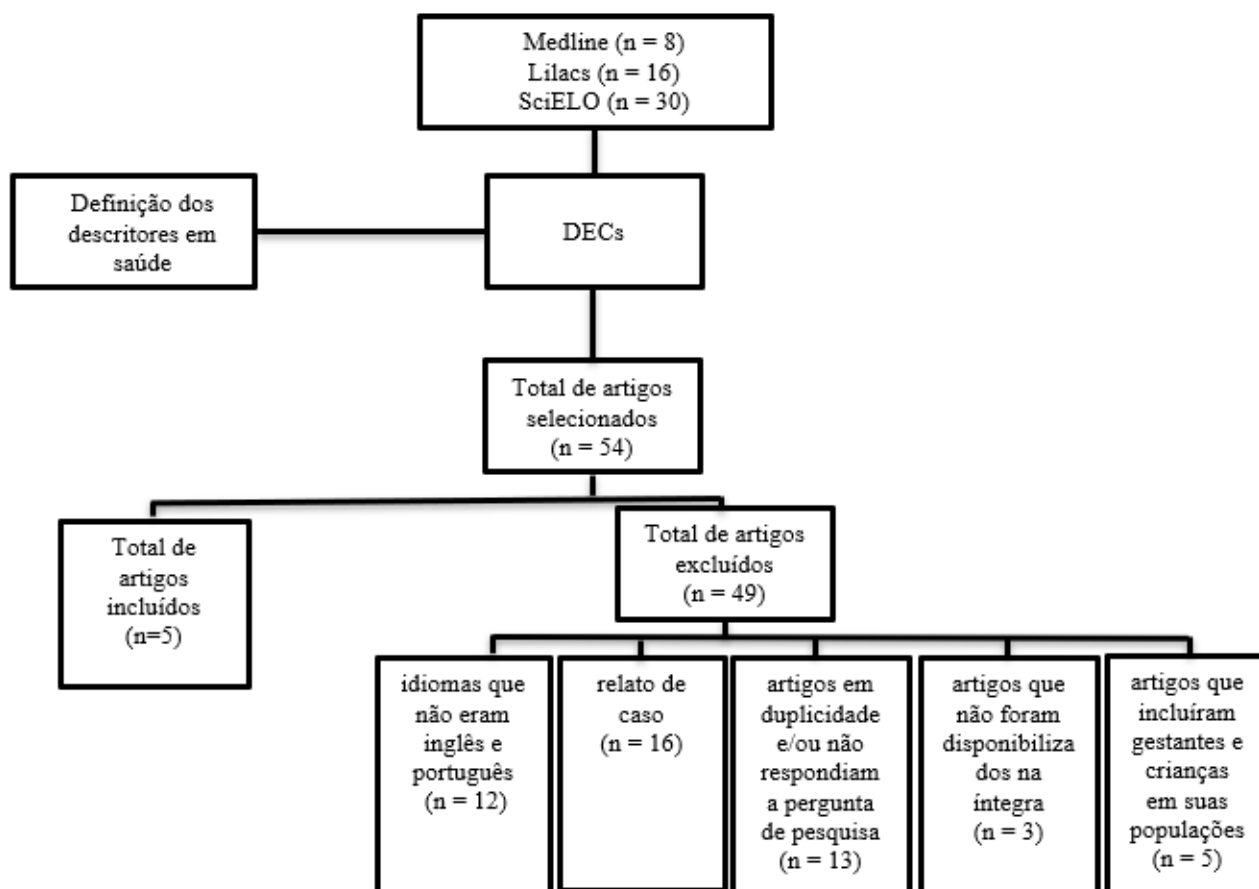 Medline (n = 8)
Lilacs (n = 16)
SciELO (n = 30)
Definição dos
descritores em
saúde
DECs
Total de artigos
selecionados
(n = 54)
Total de
artigos
incluídos
(n=5)
Total de artigos
excluídos
(n = 49)
idiomas que
não eram
inglês e
português
(n = 12)
relato de
caso
(n = 16)
artigos em
duplicidade
e/ou não
respondiam
a pergunta
de pesquisa
(n = 13)
artigos que
não foram
disponibiliza
dos na
íntegra
(n = 3)
artigos que
incluíram
gestantes e
crianças
em suas
populações
(n = 5)